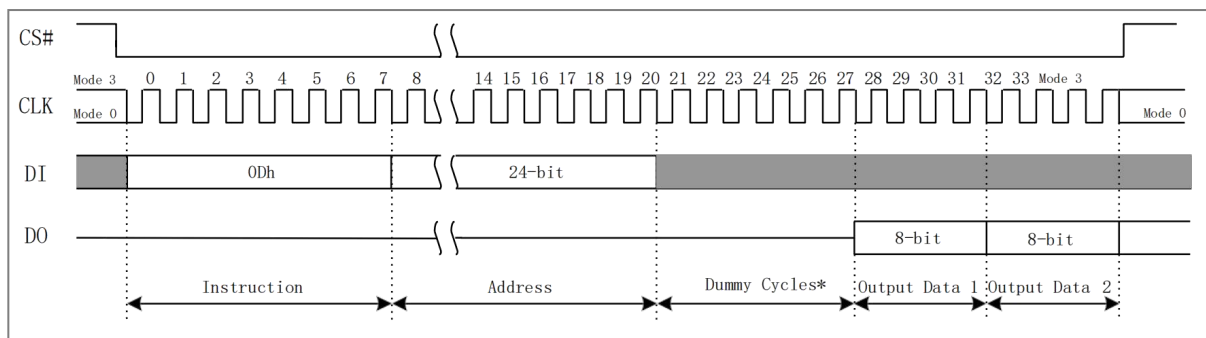 CS#
Mode 3 0 1 2 3 4 5 6 7 8 14 15 16 17 18 19 20 21 22 23 24 25 26 27 28 29 30 31 32 33 Mode 3
CLK
Mode 0 Mode 0
DI 0Dh 24-bit
DO 8-bit 8-bit
Instruction Address Dummy Cycles* Output Data 1 Output Data 2